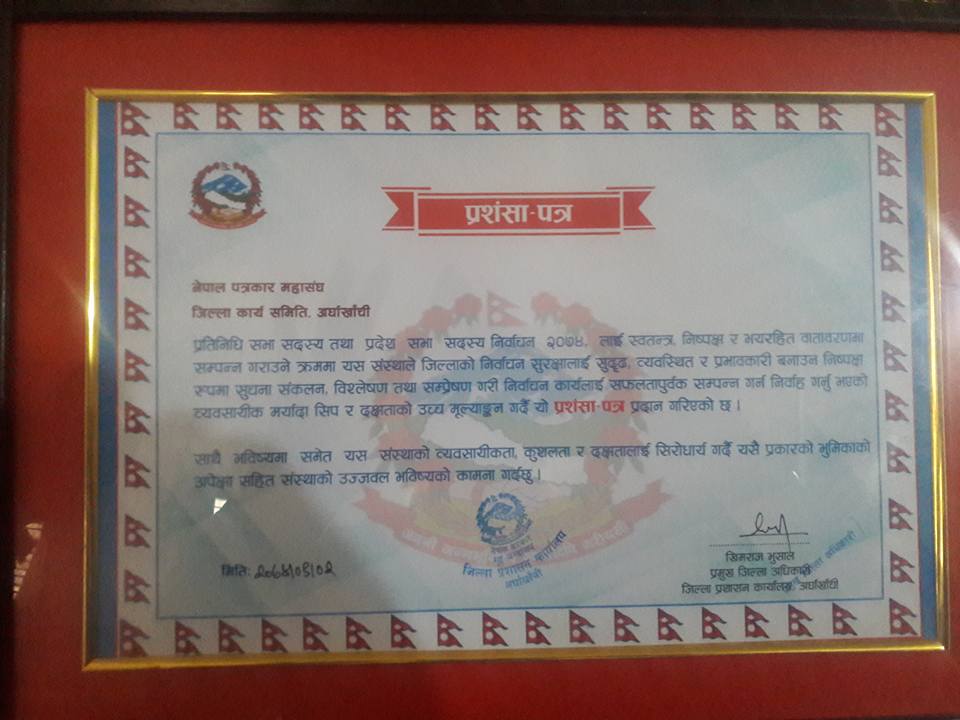 प्रशंसा-पत्र
नेपाल पत्रकार महासंघ
जिल्ला कार्य समिति, अर्घाखाँची
प्रतिनिधि सभा सदस्य तथा प्रदेश सभा सदस्य निर्वाचन २०७४, लाई स्वतन्त्र, निष्पक्ष र भयरहित वातावरणमा
सम्पन्न गराउने क्रममा यस संस्थाले जिल्लाको निर्वाचन सुरक्षालाई सुदृढ, व्यवस्थित र प्रभावकारी बनाउन निष्पक्ष
रुपमा सुचना संकलन, विश्लेषण तथा सम्प्रेषण गरी निर्वाचन कार्यलाई सफलतापुर्वक सम्पन्न गर्न निर्वाह गर्नु भएको
व्यवसायीक मर्यादा सिप र दक्षताको उच्च मूल्याङ्कन गर्दै यो प्रशंसा-पत्र प्रदान गरिएको छ ।
साथै भविष्यमा समेत यस संस्थाको व्यवसायीकता, कुशलता र दक्षतालाई सिरोधार्य गर्दै यसै प्रकारको भुमिकाको
अपेक्षा सहित संस्थाको उज्जवल भविष्यको कामना गर्दछु ।
नेपाल सरकार
जिल्ला प्रशासन कार्यालय
अर्घाखाँची
मिति:
खिमराज भुसाल
प्रमुख जिल्ला अधिकारी
जिल्ला प्रशासन कार्यालय, अर्घाखाँची